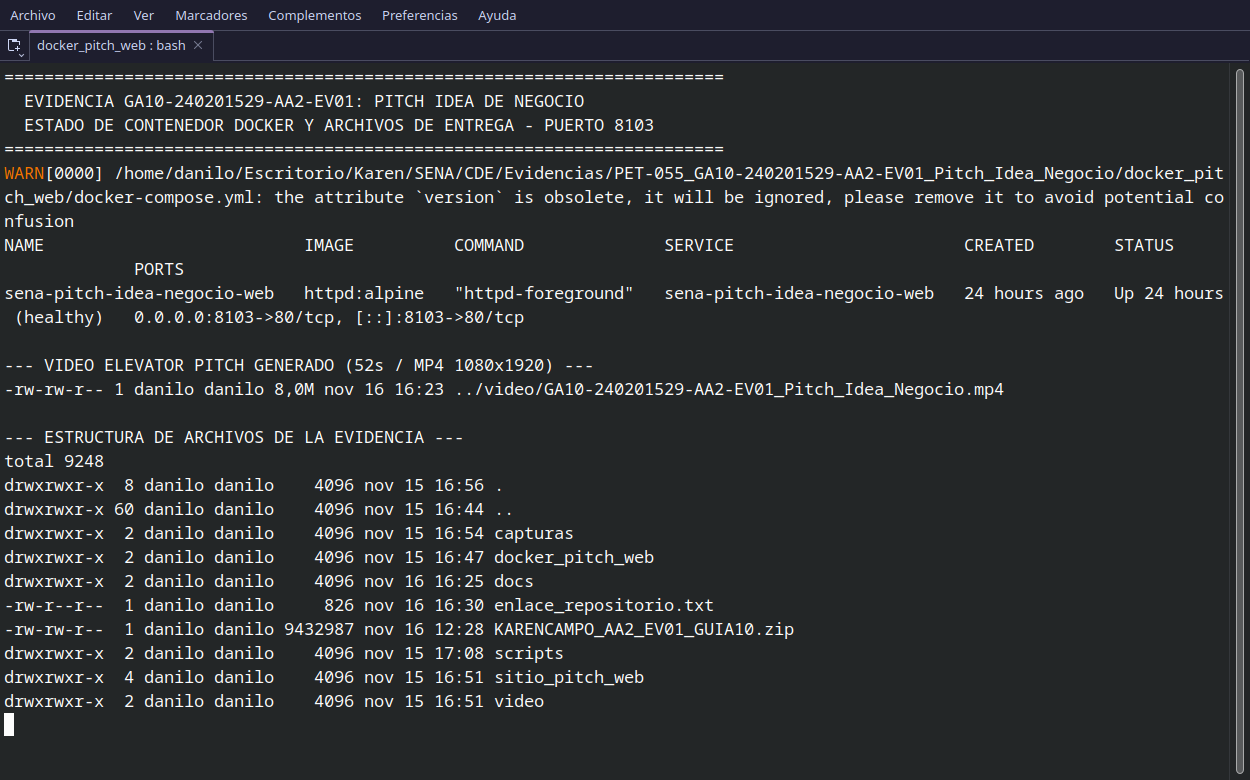 Archivo Editar Ver Marcadores Complementos Preferencias Ayuda
docker_pitch_web : bash
========================================================================
  EVIDENCIA GA10-240201529-AA2-EV01: PITCH IDEA DE NEGOCIO
  ESTADO DE CONTENEDOR DOCKER Y ARCHIVOS DE ENTREGA - PUERTO 8103
========================================================================
WARN[0000] /home/danilo/Escritorio/Karen/SENA/CDE/Evidencias/PET-055_GA10-240201529-AA2-EV01_Pitch_Idea_Negocio/docker_pit
ch_web/docker-compose.yml: the attribute `version` is obsolete, it will be ignored, please remove it to avoid potential co
nfusion
NAME                          IMAGE          COMMAND              SERVICE                       CREATED        STATUS
             PORTS
sena-pitch-idea-negocio-web   httpd:alpine   "httpd-foreground"   sena-pitch-idea-negocio-web   24 hours ago   Up 24 hours
 (healthy)   0.0.0.0:8103->80/tcp, [::]:8103->80/tcp
--- VIDEO ELEVATOR PITCH GENERADO (52s / MP4 1080x1920) ---
-rw-rw-r-- 1 danilo danilo 8,0M nov 16 16:23 ../video/GA10-240201529-AA2-EV01_Pitch_Idea_Negocio.mp4
--- ESTRUCTURA DE ARCHIVOS DE LA EVIDENCIA ---
total 9248
drwxrwxr-x  8 danilo danilo    4096 nov 15 16:56 .
drwxrwxr-x 60 danilo danilo    4096 nov 15 16:44 ..
drwxrwxr-x  2 danilo danilo    4096 nov 15 16:54 capturas
drwxrwxr-x  2 danilo danilo    4096 nov 15 16:47 docker_pitch_web
drwxrwxr-x  2 danilo danilo    4096 nov 16 16:25 docs
-rw-r--r--  1 danilo danilo     826 nov 16 16:30 enlace_repositorio.txt
-rw-rw-r--  1 danilo danilo 9432987 nov 16 12:28 KARENCAMPO_AA2_EV01_GUIA10.zip
drwxrwxr-x  2 danilo danilo    4096 nov 15 17:08 scripts
drwxrwxr-x  4 danilo danilo    4096 nov 15 16:51 sitio_pitch_web
drwxrwxr-x  2 danilo danilo    4096 nov 15 16:51 video